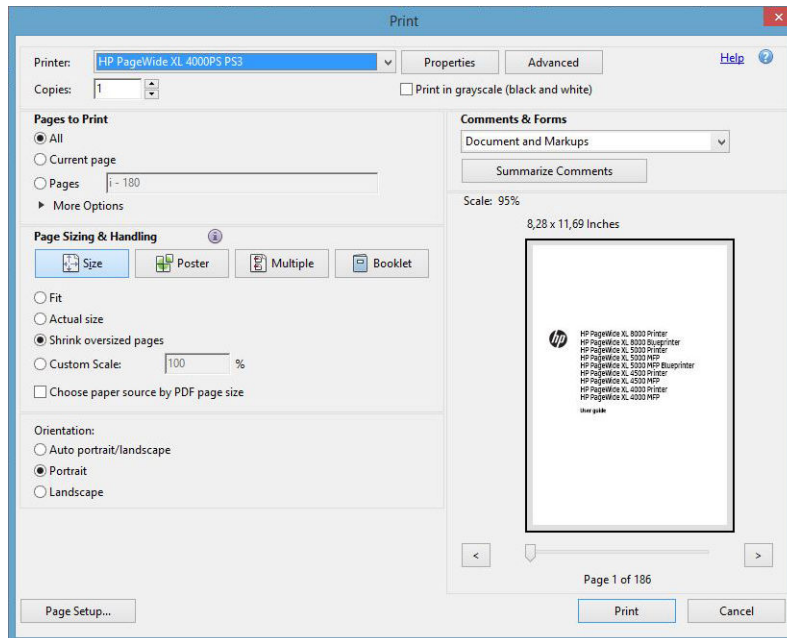 Print
Printer: HP PageWide XL 4000PS PS3 Properties Advanced Help ?
Copies: 1 Print in grayscale (black and white)
Pages to Print
All
Current page
Pages i - 180
More Options
Page Sizing & Handling i
Size Poster Multiple Booklet
Fit
Actual size
Shrink oversized pages
Custom Scale: 100 %
Choose paper source by PDF page size
Orientation:
Auto portrait/landscape
Portrait
Landscape
Comments & Forms
Document and Markups
Summarize Comments
Scale: 95%
8,28 x 11,69 Inches
hp
HP PageWide XL 8000 Printer
HP PageWide XL 8000 Blueprinter
HP PageWide XL 5000 Printer
HP PageWide XL 5000 MFP
HP PageWide XL 5000 MFP Blueprinter
HP PageWide XL 4500 Printer
HP PageWide XL 4500 MFP
HP PageWide XL 4000 Printer
HP PageWide XL 4000 MFP
User guide
< >
Page 1 of 186
Page Setup... Print Cancel